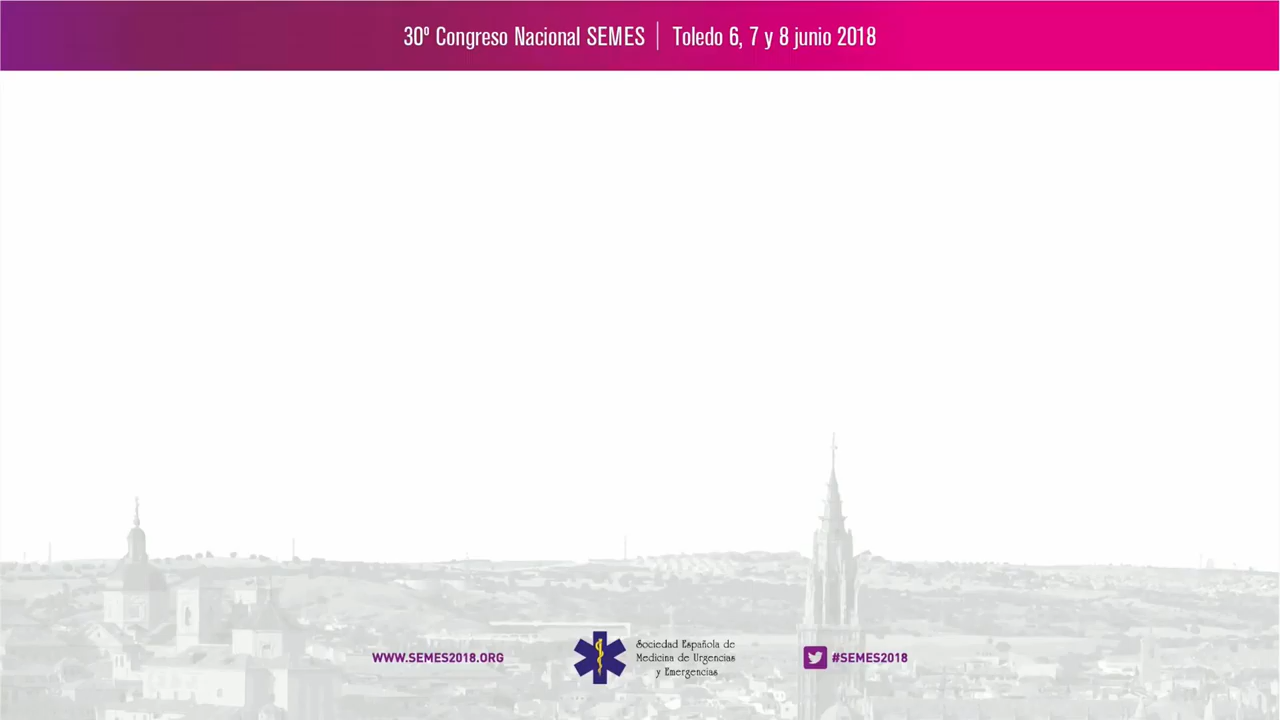 30º Congreso Nacional SEMES | Toledo 6, 7 y 8 junio 2018
WWW.SEMES2018.ORG
Sociedad Española de
Medicina de Urgencias
y Emergencias
#SEMES2018